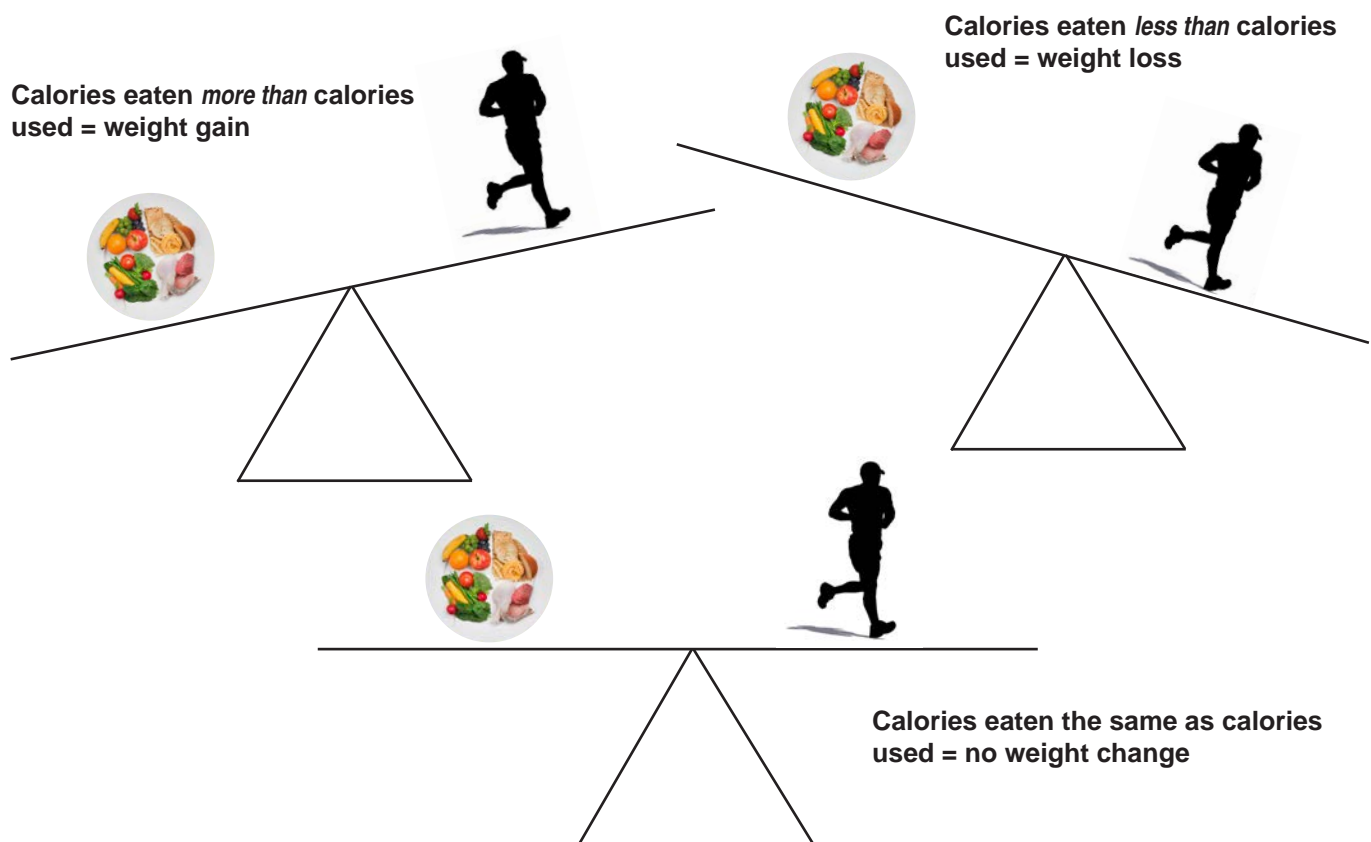 Calories eaten more than calories
used = weight gain
Calories eaten less than calories
used = weight loss
Calories eaten the same as calories
used = no weight change